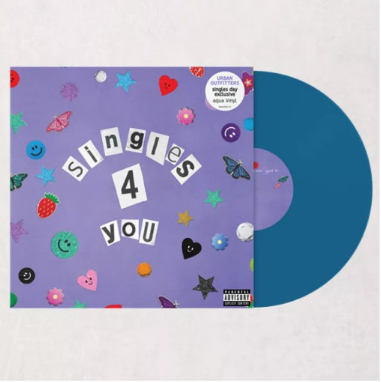 URBAN
OUTFITTERS
singles day
exclusive
aqua vinyl
singles
4
you
PARENTAL
ADVISORY
EXPLICIT CONTENT